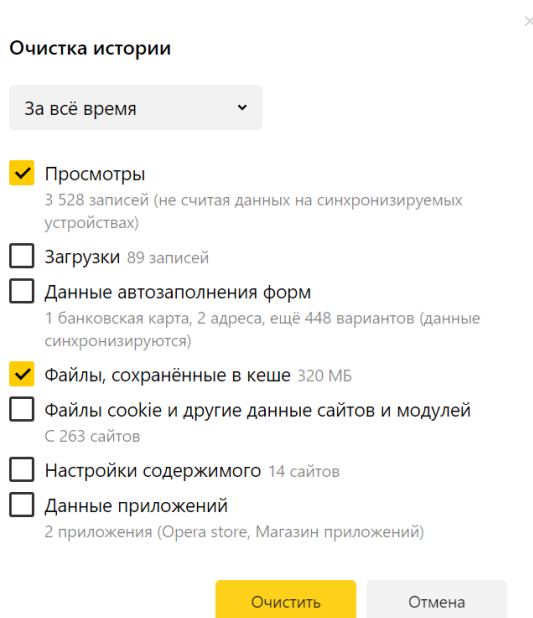 Очистка истории
За всё время
Просмотры
3 528 записей (не считая данных на синхронизируемых
устройствах)
Загрузки 89 записей
Данные автозаполнения форм
1 банковская карта, 2 адреса, ещё 448 вариантов (данные
синхронизируются)
Файлы, сохранённые в кеше 320 МБ
Файлы cookie и другие данные сайтов и модулей
С 263 сайтов
Настройки содержимого 14 сайтов
Данные приложений
2 приложения (Opera store, Магазин приложений)
Очистить Отмена